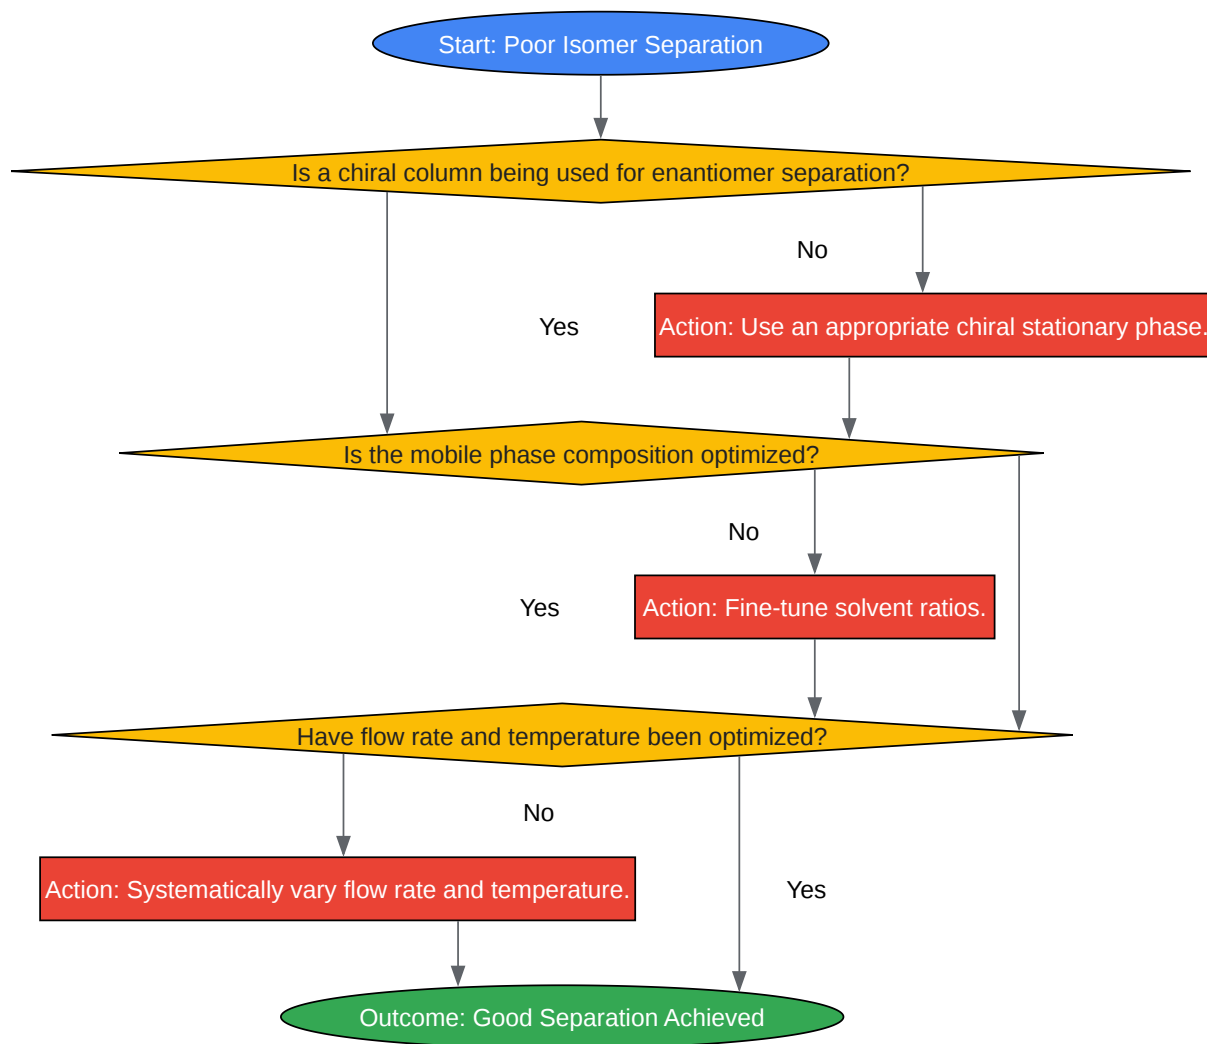 Start: Poor Isomer Separation
Is a chiral column being used for enantiomer separation?
No
Yes
Action: Use an appropriate chiral stationary phase.
Is the mobile phase composition optimized?
No
Yes
Action: Fine-tune solvent ratios.
Have flow rate and temperature been optimized?
No
Action: Systematically vary flow rate and temperature.
Yes
Outcome: Good Separation Achieved